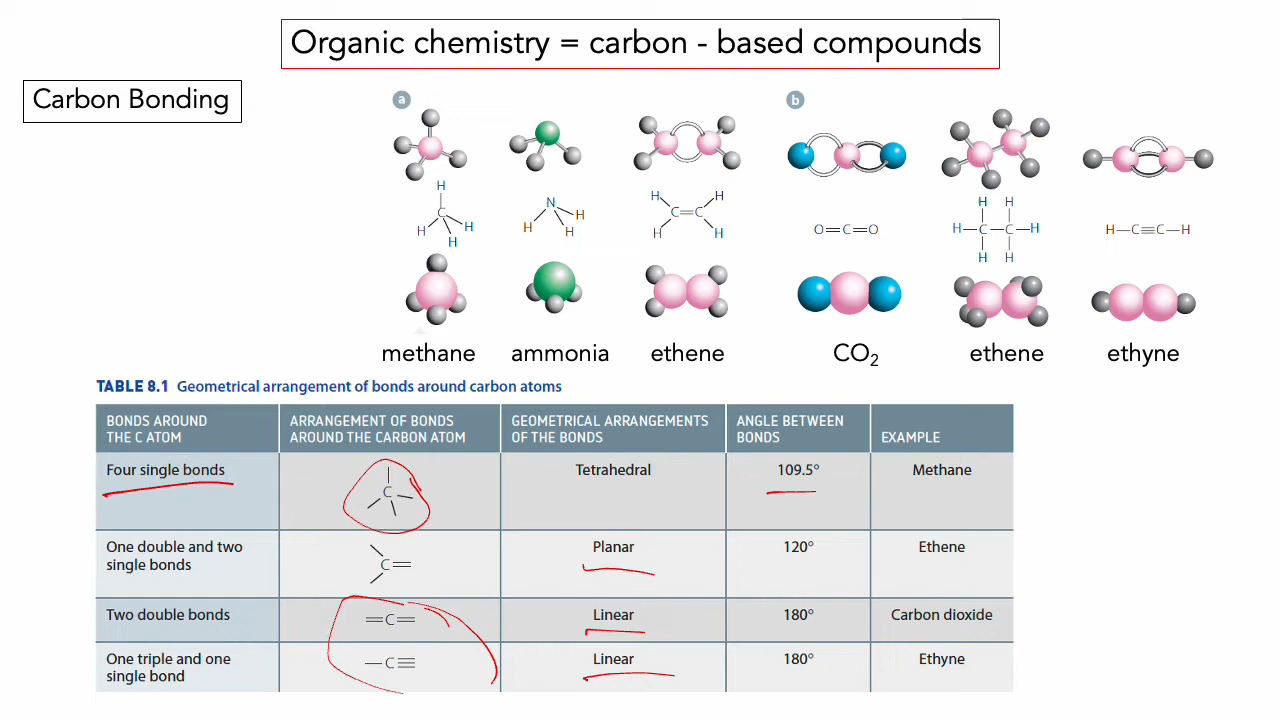 Organic chemistry = carbon - based compounds
Carbon Bonding
a
b
H
C
H
H
H
N
H
H
H
H
H
C=C
H
H
O=C=O
H H
H—C—C—H
H H
H—C≡C—H
methane
ammonia
ethene
CO₂
ethene
ethyne
TABLE 8.1 Geometrical arrangement of bonds around carbon atoms
BONDS AROUND
THE C ATOM
ARRANGEMENT OF BONDS
AROUND THE CARBON ATOM
GEOMETRICAL ARRANGEMENTS
OF THE BONDS
ANGLE BETWEEN
BONDS
EXAMPLE
Four single bonds
C
Tetrahedral
109.5°
Methane
One double and two
single bonds
C=
Planar
120°
Ethene
Two double bonds
=C=
Linear
180°
Carbon dioxide
One triple and one
single bond
—C≡
Linear
180°
Ethyne